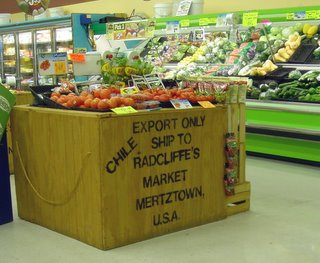 EXPORT ONLY
CHILE
SHIP TO
RADCLIFFE'S
MARKET
MERTZTOWN,
U.S.A.